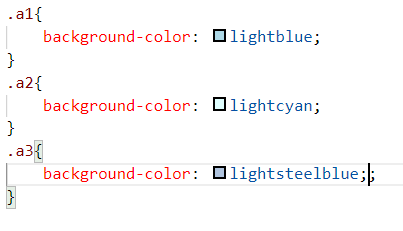 .a1{
    background-color: lightblue;
}
.a2{
    background-color: lightcyan;
}
.a3{
    background-color: lightsteelblue;;
}